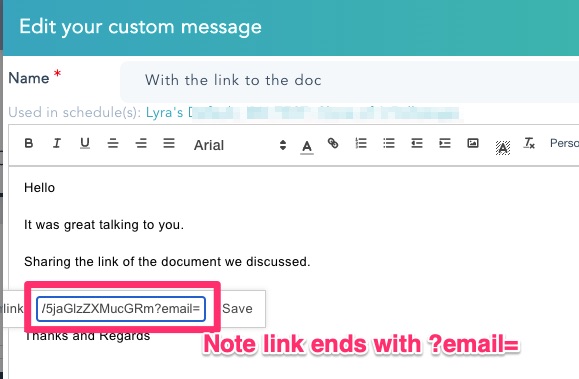 Edit your custom message
Name *
With the link to the doc
Used in schedule(s): Lyra's
B I U Arial A A Tx Perso
Hello
It was great talking to you.
Sharing the link of the document we discussed.
link /5jaGlzZXMucGRm?email= Save
Thanks and Regards
Note link ends with ?email=